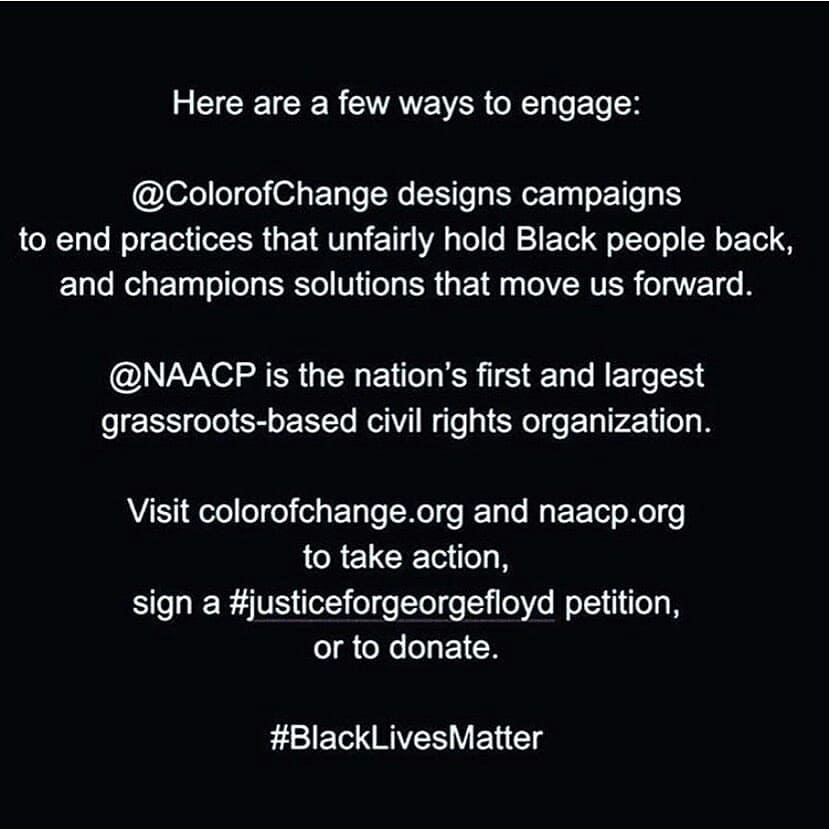 Here are a few ways to engage:
@ColorofChange designs campaigns
to end practices that unfairly hold Black people back,
and champions solutions that move us forward.
@NAACP is the nation's first and largest
grassroots-based civil rights organization.
Visit colorofchange.org and naacp.org
to take action,
sign a #justiceforgeorgefloyd petition,
or to donate.
#BlackLivesMatter